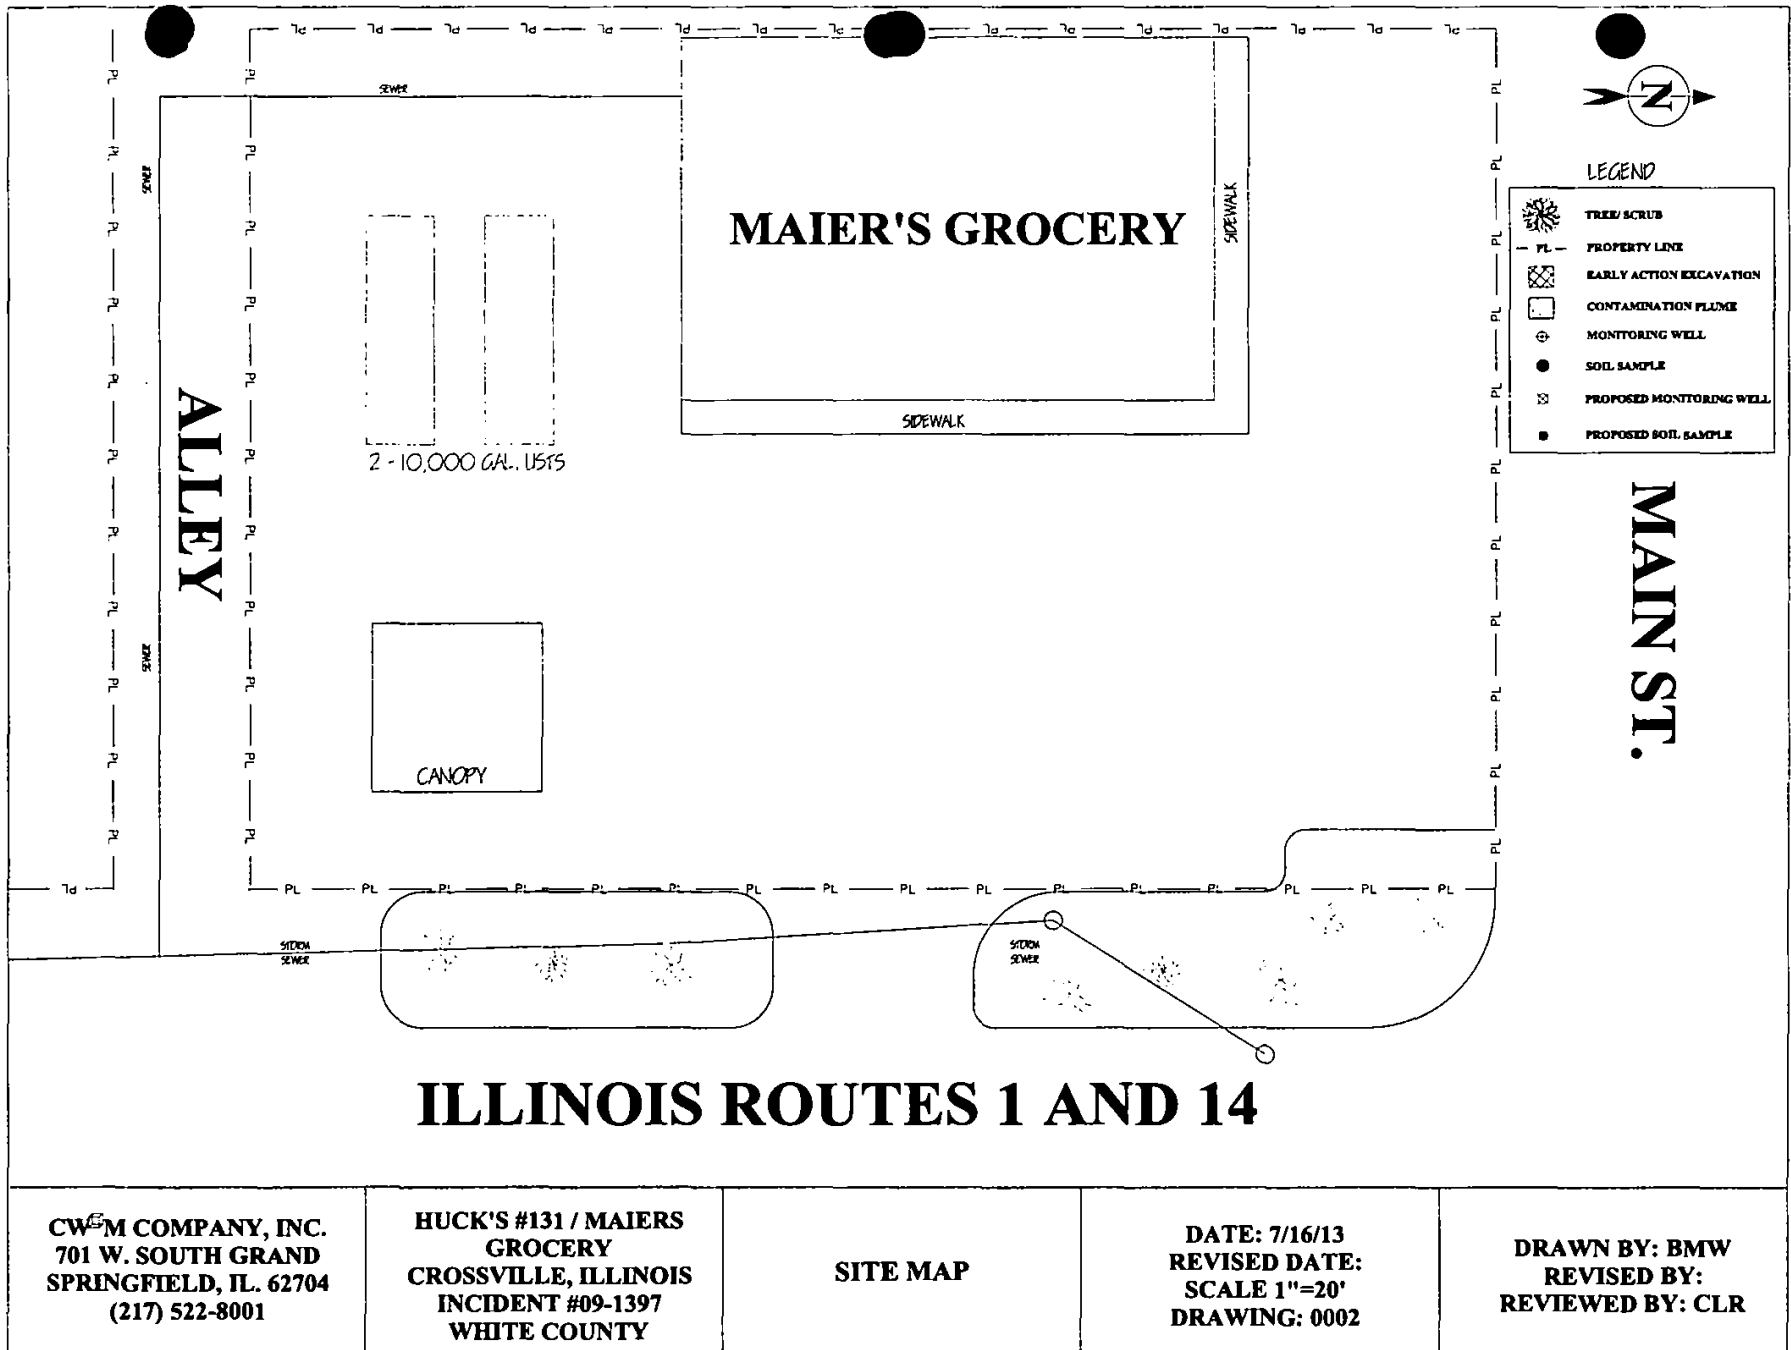 SEWER
SEWER
SEWER
MAIER'S GROCERY
SIDEWALK
SIDEWALK
2 - 10,000 GAL. USTS
ALLEY
CANOPY
STORM
SEWER
STORM
SEWER
N
LEGEND
TREE/ SCRUB
— PL — PROPERTY LINE
EARLY ACTION EXCAVATION
CONTAMINATION PLUME
MONITORING WELL
SOIL SAMPLE
PROPOSED MONITORING WELL
PROPOSED SOIL SAMPLE
MAIN ST.
ILLINOIS ROUTES 1 AND 14
CW M COMPANY, INC.
701 W. SOUTH GRAND
SPRINGFIELD, IL. 62704
(217) 522-8001
HUCK'S #131 / MAIERS
GROCERY
CROSSVILLE, ILLINOIS
INCIDENT #09-1397
WHITE COUNTY
SITE MAP
DATE: 7/16/13
REVISED DATE:
SCALE 1"=20'
DRAWING: 0002
DRAWN BY: BMW
REVISED BY:
REVIEWED BY: CLR